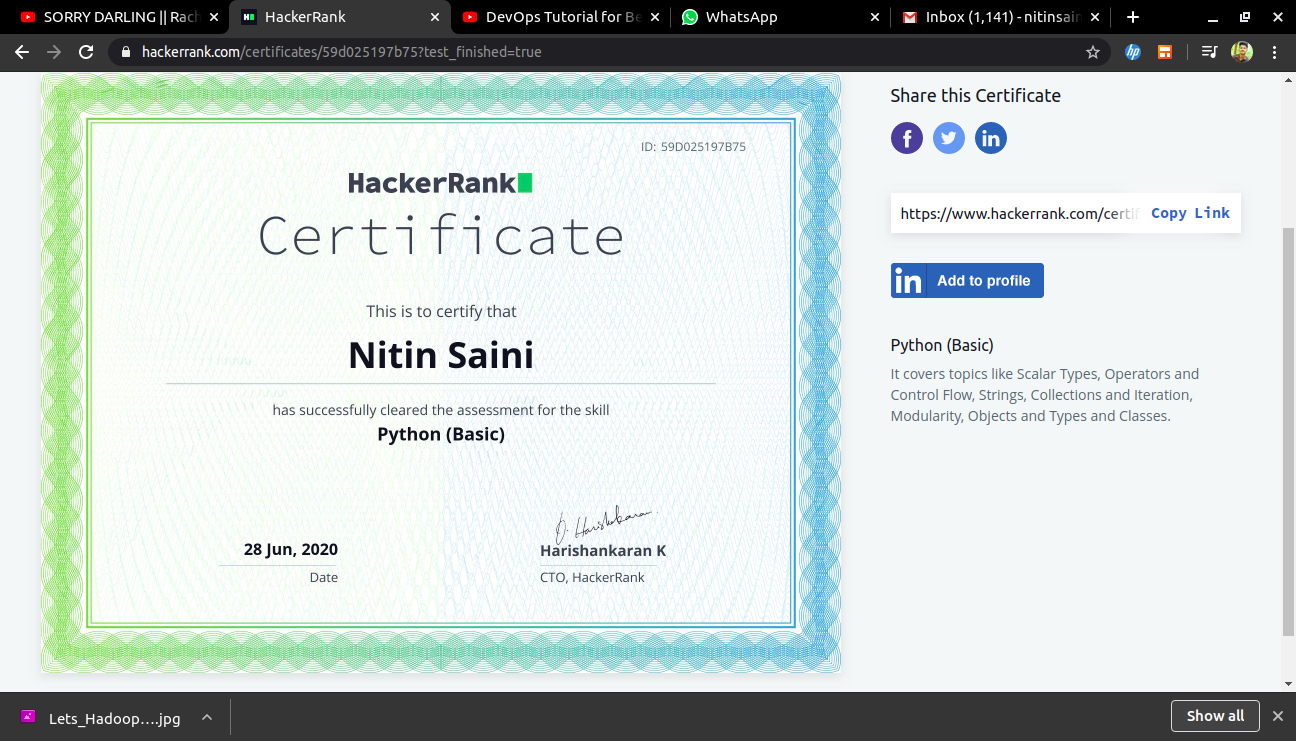 SORRY DARLING || Rach
HackerRank
DevOps Tutorial for Be
WhatsApp
Inbox (1,141) - nitinsain
hackerrank.com/certificates/59d025197b75?test_finished=true
hp
ID: 59D025197B75
HackerRank
Certificate
This is to certify that
Nitin Saini
has successfully cleared the assessment for the skill
Python (Basic)
28 Jun, 2020
Date
Harishankaran K
CTO, HackerRank
Share this Certificate
https://www.hackerrank.com/certif
Copy Link
in Add to profile
Python (Basic)
It covers topics like Scalar Types, Operators and
Control Flow, Strings, Collections and Iteration,
Modularity, Objects and Types and Classes.
Lets_Hadoop....jpg
Show all